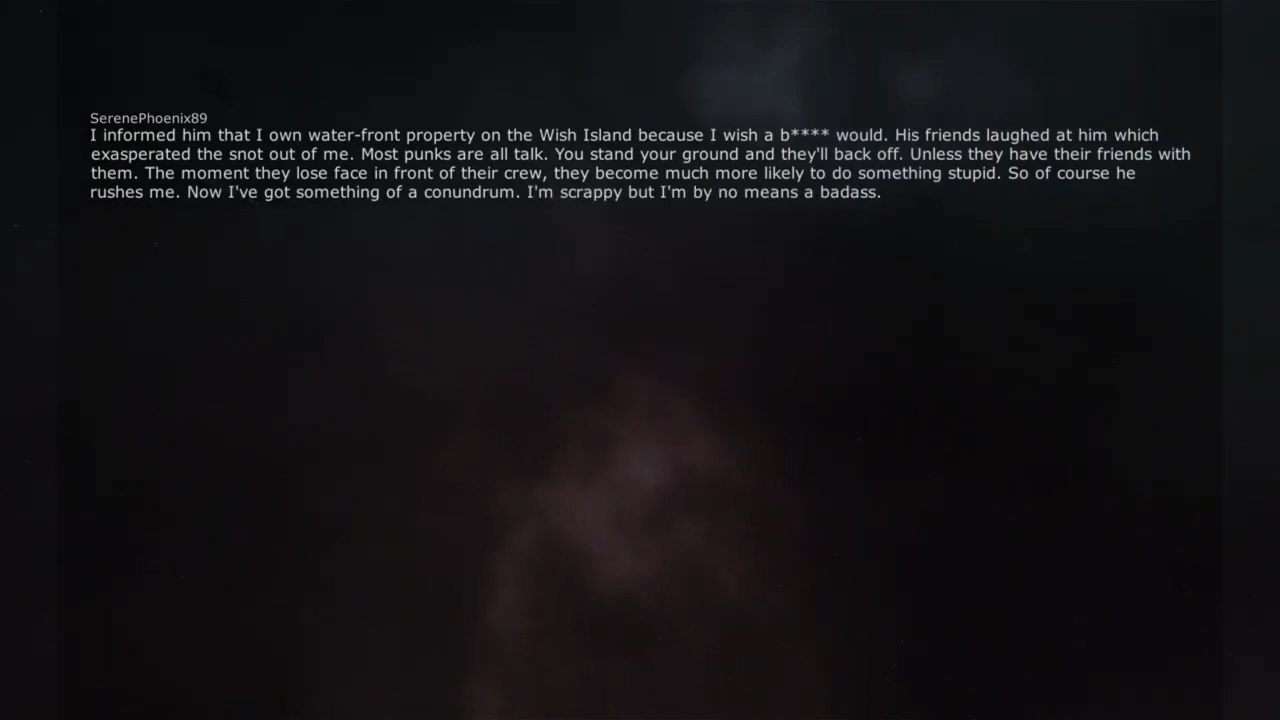 SerenePhoenix89
I informed him that I own water-front property on the Wish Island because I wish a b**** would. His friends laughed at him which
exasperated the snot out of me. Most punks are all talk. You stand your ground and they'll back off. Unless they have their friends with
them. The moment they lose face in front of their crew, they become much more likely to do something stupid. So of course he
rushes me. Now I've got something of a conundrum. I'm scrappy but I'm by no means a badass.